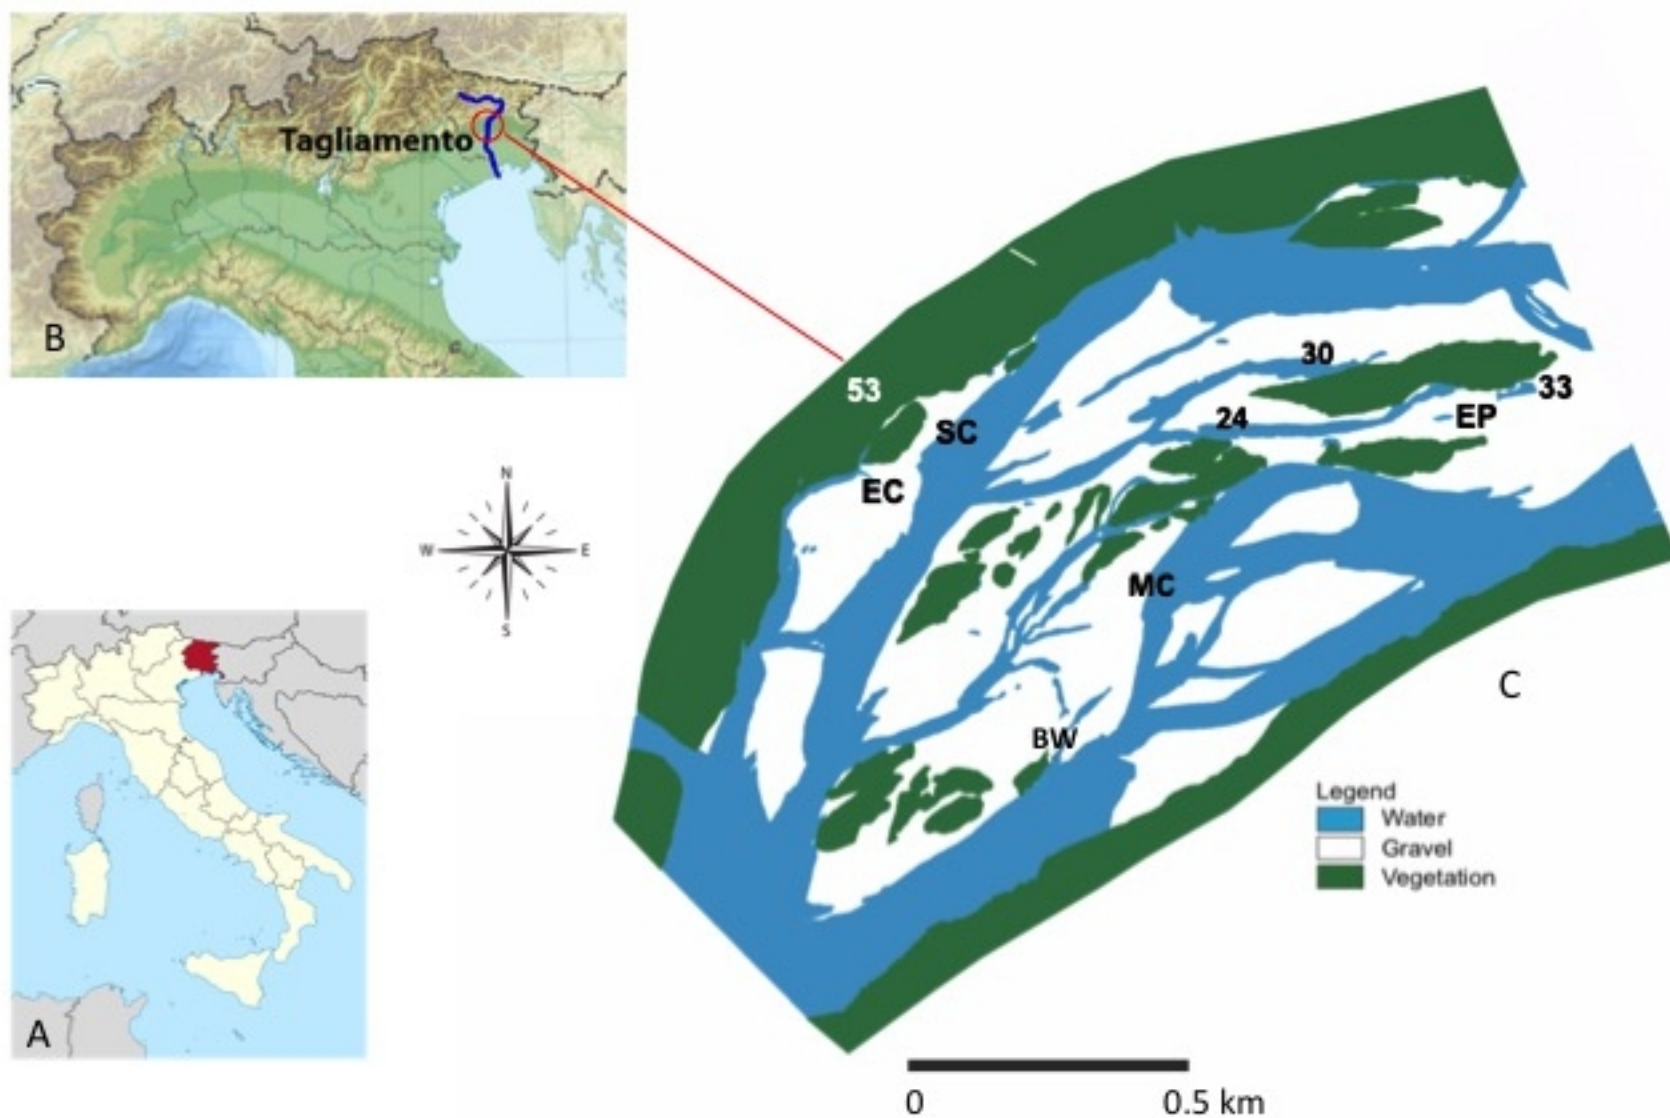 Tagliamento
B
53
SC
EC
30
24
33
EP
MC
BW
C
N
W
E
S
A
Legend
Water
Gravel
Vegetation
0
0.5 km